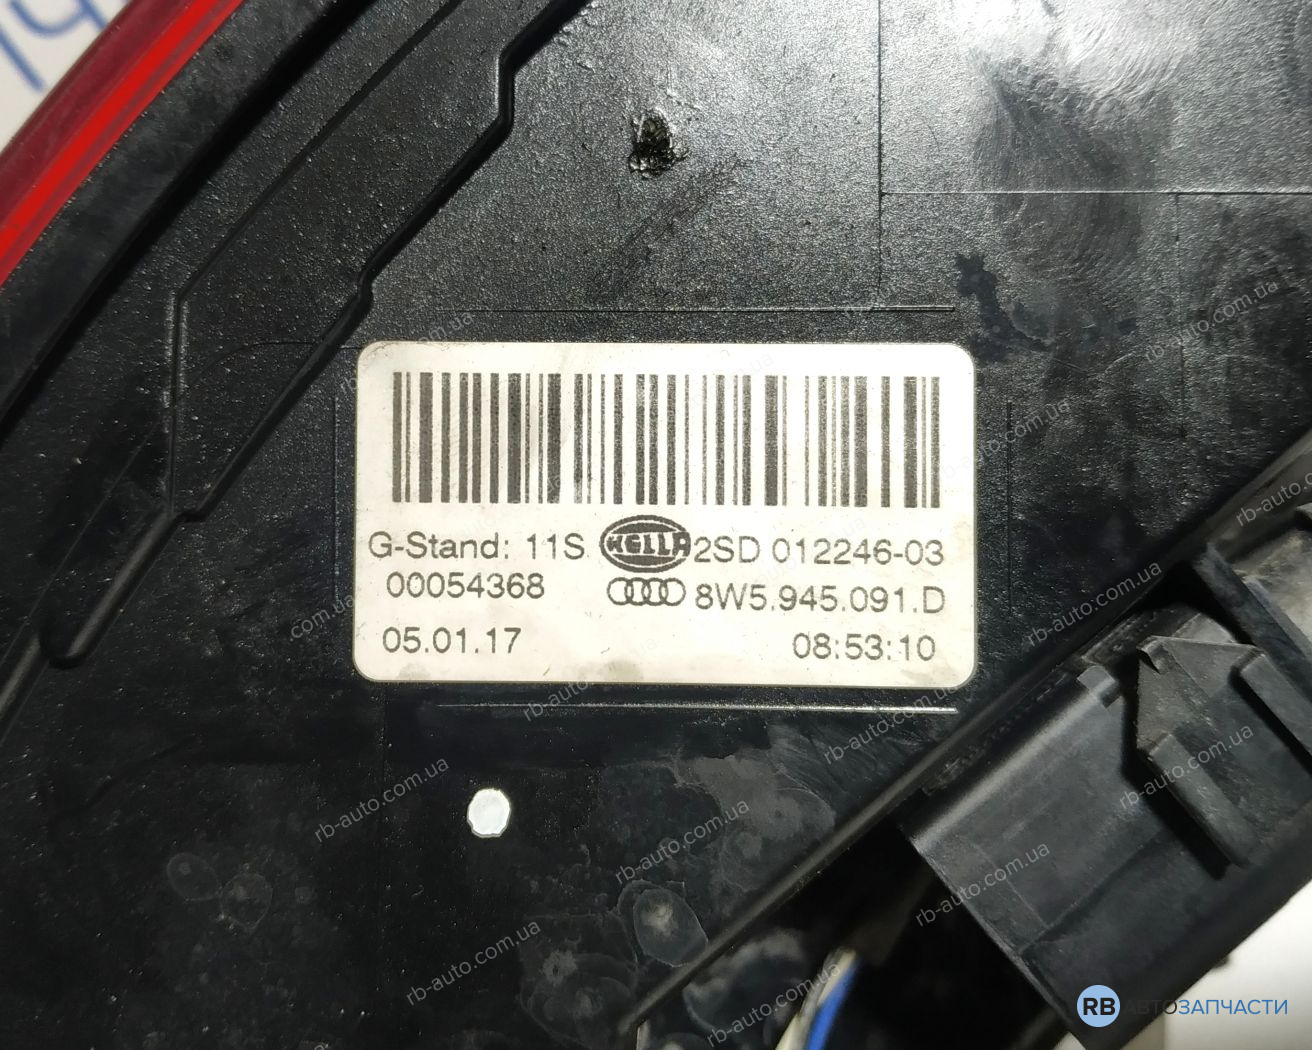 G-Stand: 11S HELLA 2SD 012246-03
00054368 8W5.945.091.D
05.01.17 08:53:10
rb-auto.com.ua
RB АВТОЗАПЧАСТИ